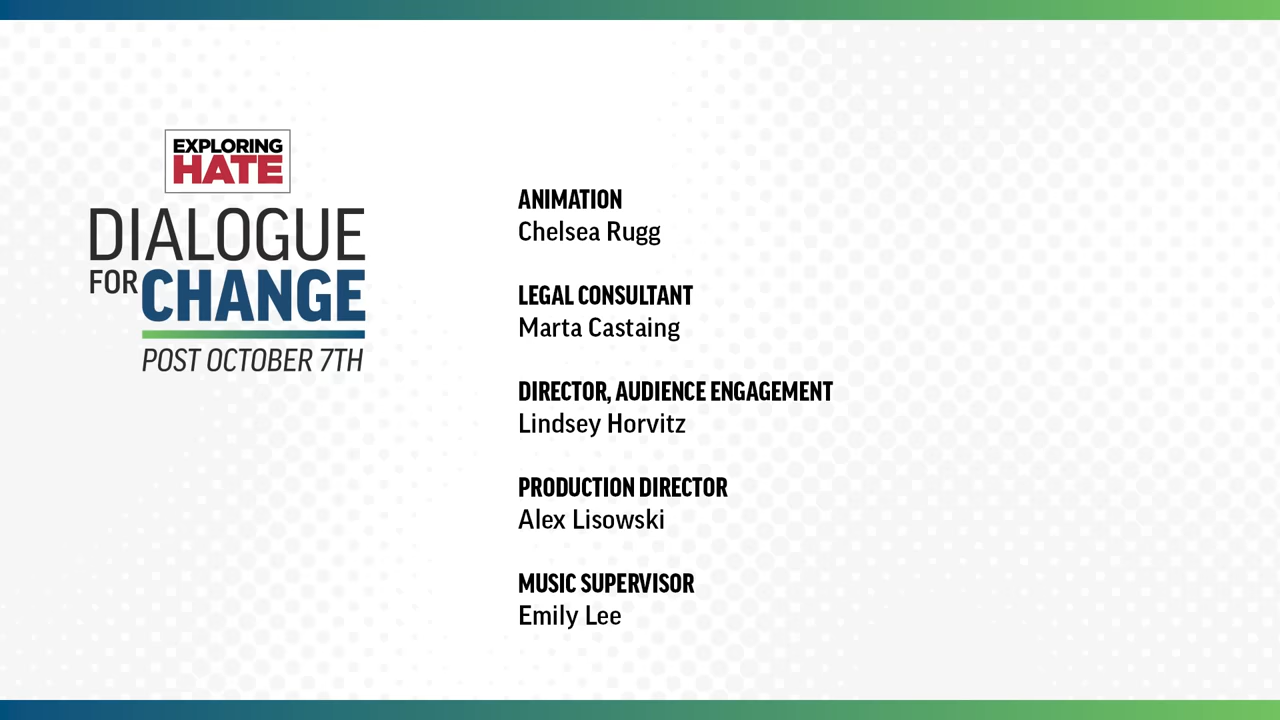 EXPLORING
HATE
DIALOGUE
FOR CHANGE
POST OCTOBER 7TH
ANIMATION
Chelsea Rugg
LEGAL CONSULTANT
Marta Castaing
DIRECTOR, AUDIENCE ENGAGEMENT
Lindsey Horvitz
PRODUCTION DIRECTOR
Alex Lisowski
MUSIC SUPERVISOR
Emily Lee